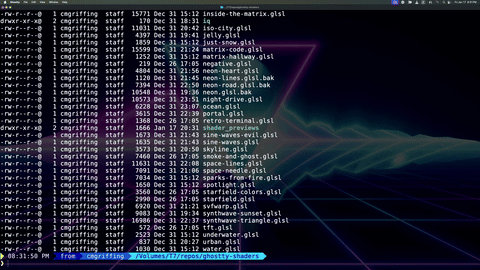 -rw-r--r--@  1 cmgriffing  staff  15771 Dec 31 15:12 inside-the-matrix.glsl
drwxr-xr-x@  2 cmgriffing  staff    170 Dec 31 18:31 iq
-rw-r--r--@  1 cmgriffing  staff  11031 Dec 31 20:42 iso-city.glsl
-rw-r--r--@  1 cmgriffing  staff   4397 Dec 31 19:41 jelly.glsl
-rw-r--r--@  1 cmgriffing  staff   1859 Dec 31 15:12 just-snow.glsl
-rw-r--r--@  1 cmgriffing  staff  15599 Dec 31 21:24 matrix-code.glsl
-rw-r--r--@  1 cmgriffing  staff   1252 Dec 31 15:12 matrix-hallway.glsl
-rw-r--r--@  1 cmgriffing  staff    219 Dec 26 17:05 negative.glsl
-rw-r--r--@  1 cmgriffing  staff   4804 Dec 31 21:56 neon-heart.glsl
-rw-r--r--@  1 cmgriffing  staff   1120 Dec 31 21:45 neon-lines.glsl.bak
-rw-r--r--@  1 cmgriffing  staff   7394 Dec 31 22:50 neon-road.glsl.bak
-rw-r--r--@  1 cmgriffing  staff  10548 Dec 31 19:36 neon.glsl.bak
-rw-r--r--@  1 cmgriffing  staff  10573 Dec 31 23:51 night-drive.glsl
-rw-r--r--@  1 cmgriffing  staff   6228 Dec 31 23:07 ocean.glsl
-rw-r--r--@  1 cmgriffing  staff   3615 Dec 31 22:39 portal.glsl
-rw-r--r--@  1 cmgriffing  staff   1368 Dec 26 17:05 retro-terminal.glsl
drwxr-xr-x@  2 cmgriffing  staff   1666 Jan 17 20:31 shader_previews
-rw-r--r--@  1 cmgriffing  staff   1673 Dec 31 21:43 sine-waves-evil.glsl
-rw-r--r--@  1 cmgriffing  staff   1635 Dec 31 21:43 sine-waves.glsl
-rw-r--r--@  1 cmgriffing  staff   3573 Dec 31 20:50 skyline.glsl
-rw-r--r--@  1 cmgriffing  staff   7460 Dec 26 17:05 smoke-and-ghost.glsl
-rw-r--r--@  1 cmgriffing  staff  11631 Dec 31 22:08 space-lines.glsl
-rw-r--r--@  1 cmgriffing  staff   7091 Dec 31 21:06 space-needle.glsl
-rw-r--r--@  1 cmgriffing  staff   7034 Dec 31 15:12 sparks-from-fire.glsl
-rw-r--r--@  1 cmgriffing  staff   1650 Dec 31 15:12 spotlight.glsl
-rw-r--r--@  1 cmgriffing  staff   3560 Dec 26 17:05 starfield-colors.glsl
-rw-r--r--@  1 cmgriffing  staff   2990 Dec 26 17:05 starfield.glsl
-rw-r--r--@  1 cmgriffing  staff   6920 Dec 31 21:21 svfwarp.glsl
-rw-r--r--@  1 cmgriffing  staff   9083 Dec 31 19:34 synthwave-sunset.glsl
-rw-r--r--@  1 cmgriffing  staff  16986 Dec 31 22:37 synthwave-triangle.glsl
-rw-r--r--@  1 cmgriffing  staff    572 Dec 26 17:05 tft.glsl
-rw-r--r--@  1 cmgriffing  staff   2523 Dec 31 15:12 underwater.glsl
-rw-r--r--@  1 cmgriffing  staff    837 Dec 31 20:27 urban.glsl
-rw-r--r--@  1 cmgriffing  staff   1030 Dec 31 15:12 water.glsl
08:31:50 PM from cmgriffing /Volumes/T7/repos/ghostty-shaders